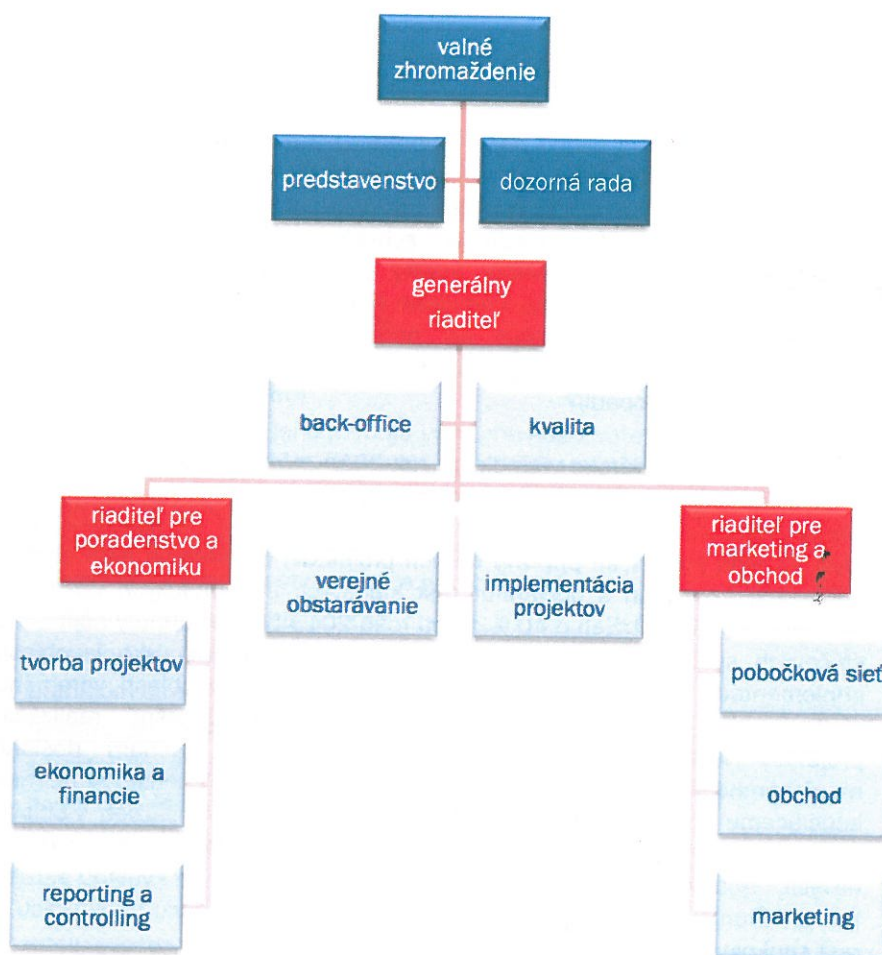 valné
zhromaždenie
predstavenstvo
dozorná rada
generálny
riaditeľ
back-office
kvalita
riaditeľ pre
poradenstvo a
ekonomiku
verejné
obstarávanie
implementácia
projektov
riaditeľ pre
marketing a
obchod
tvorba projektov
ekonomika a
financie
reporting a
controlling
pobočková sieť
obchod
marketing